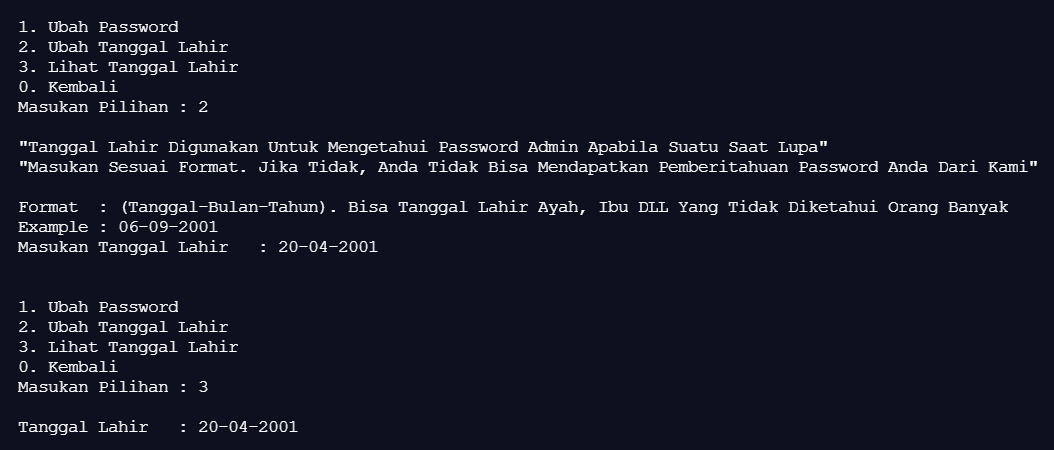 1. Ubah Password
2. Ubah Tanggal Lahir
3. Lihat Tanggal Lahir
0. Kembali
Masukan Pilihan : 2
"Tanggal Lahir Digunakan Untuk Mengetahui Password Admin Apabila Suatu Saat Lupa"
"Masukan Sesuai Format. Jika Tidak, Anda Tidak Bisa Mendapatkan Pemberitahuan Password Anda Dari Kami"
Format  : (Tanggal-Bulan-Tahun). Bisa Tanggal Lahir Ayah, Ibu DLL Yang Tidak Diketahui Orang Banyak
Example : 06-09-2001
Masukan Tanggal Lahir   : 20-04-2001
1. Ubah Password
2. Ubah Tanggal Lahir
3. Lihat Tanggal Lahir
0. Kembali
Masukan Pilihan : 3
Tanggal Lahir   : 20-04-2001